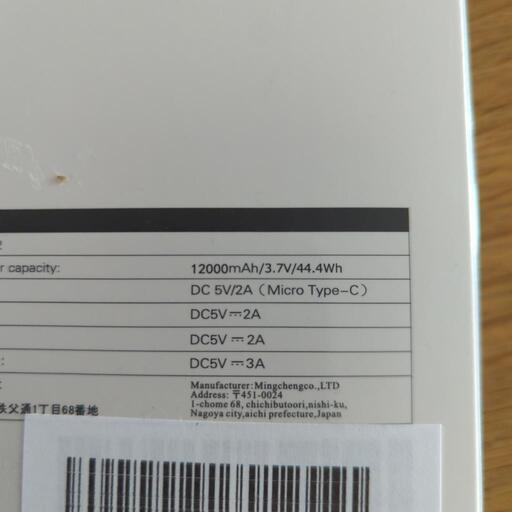 2
r capacity: 12000mAh/3.7V/44.4Wh
DC 5V/2A（Micro Type-C）
DC5V⎓2A
DC5V⎓2A
: DC5V⎓3A
: Manufacturer:Mingchengco.,LTD
Address: 〒451-0024
1-chome 68, chichibutoori,nishi-ku,
Nagoya city,aichi prefecture,Japan
秩父通1丁目68番地